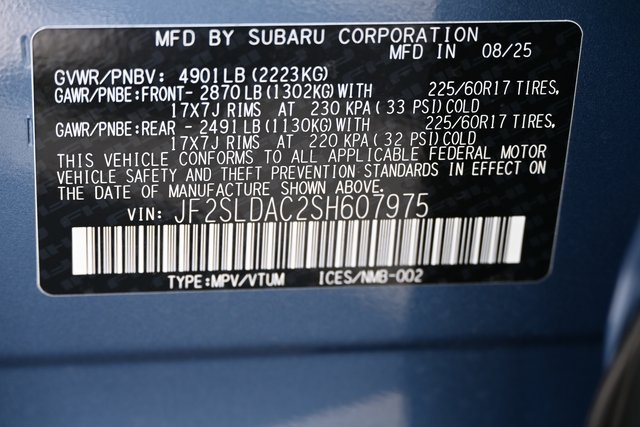 MFD BY SUBARU CORPORATION
MFD IN 08/25
GVWR/PNBV: 4901LB (2223KG)
GAWR/PNBE:FRONT- 2870LB (1302KG) WITH 225/60R17 TIRES,
17X7J RIMS AT 230 KPA (33 PSI) COLD
GAWR/PNBE:REAR - 2491LB (1130KG) WITH 225/60R17 TIRES,
17X7J RIMS AT 220 KPA (32 PSI) COLD
THIS VEHICLE CONFORMS TO ALL APPLICABLE FEDERAL MOTOR
VEHICLE SAFETY AND THEFT PREVENTION STANDARDS IN EFFECT ON
THE DATE OF MANUFACTURE SHOWN ABOVE.
VIN: JF2SLDAC2SH607975
TYPE:MPV/VTUM ICES/NMB-002